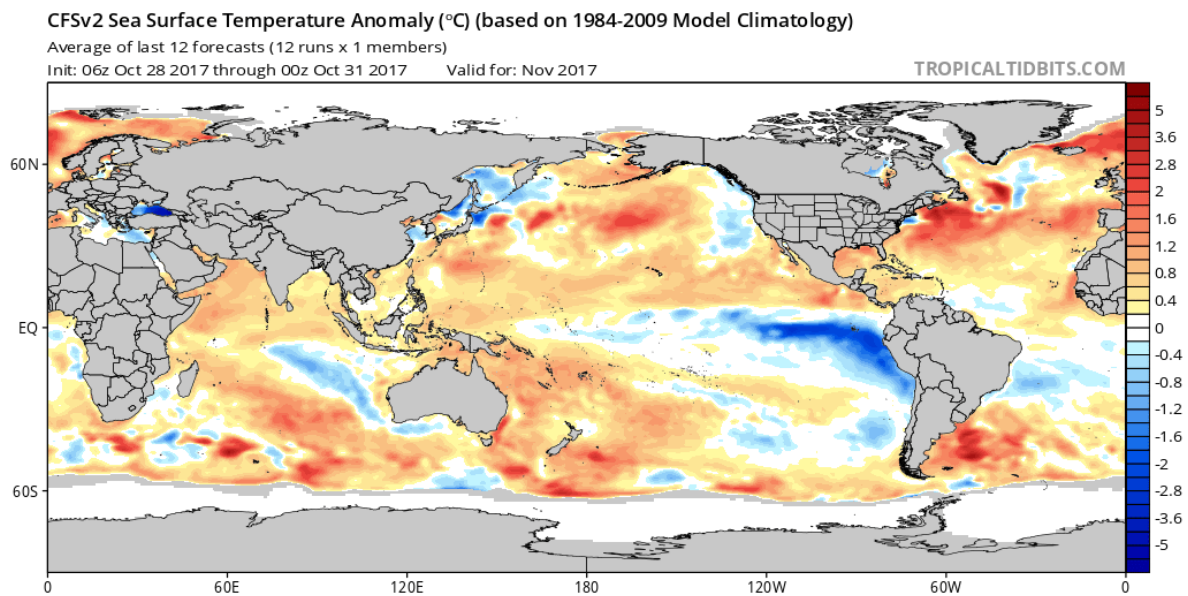 CFSv2 Sea Surface Temperature Anomaly (°C) (based on 1984-2009 Model Climatology)
Average of last 12 forecasts (12 runs x 1 members)
Init: 06z Oct 28 2017 through 00z Oct 31 2017 Valid for: Nov 2017
TROPICALTIDBITS.COM
60N
EQ
60S
0
60E
120E
180
120W
60W
0
5
3.6
2.8
2
1.6
1.2
0.8
0.4
0
-0.4
-0.8
-1.2
-1.6
-2
-2.8
-3.6
-5